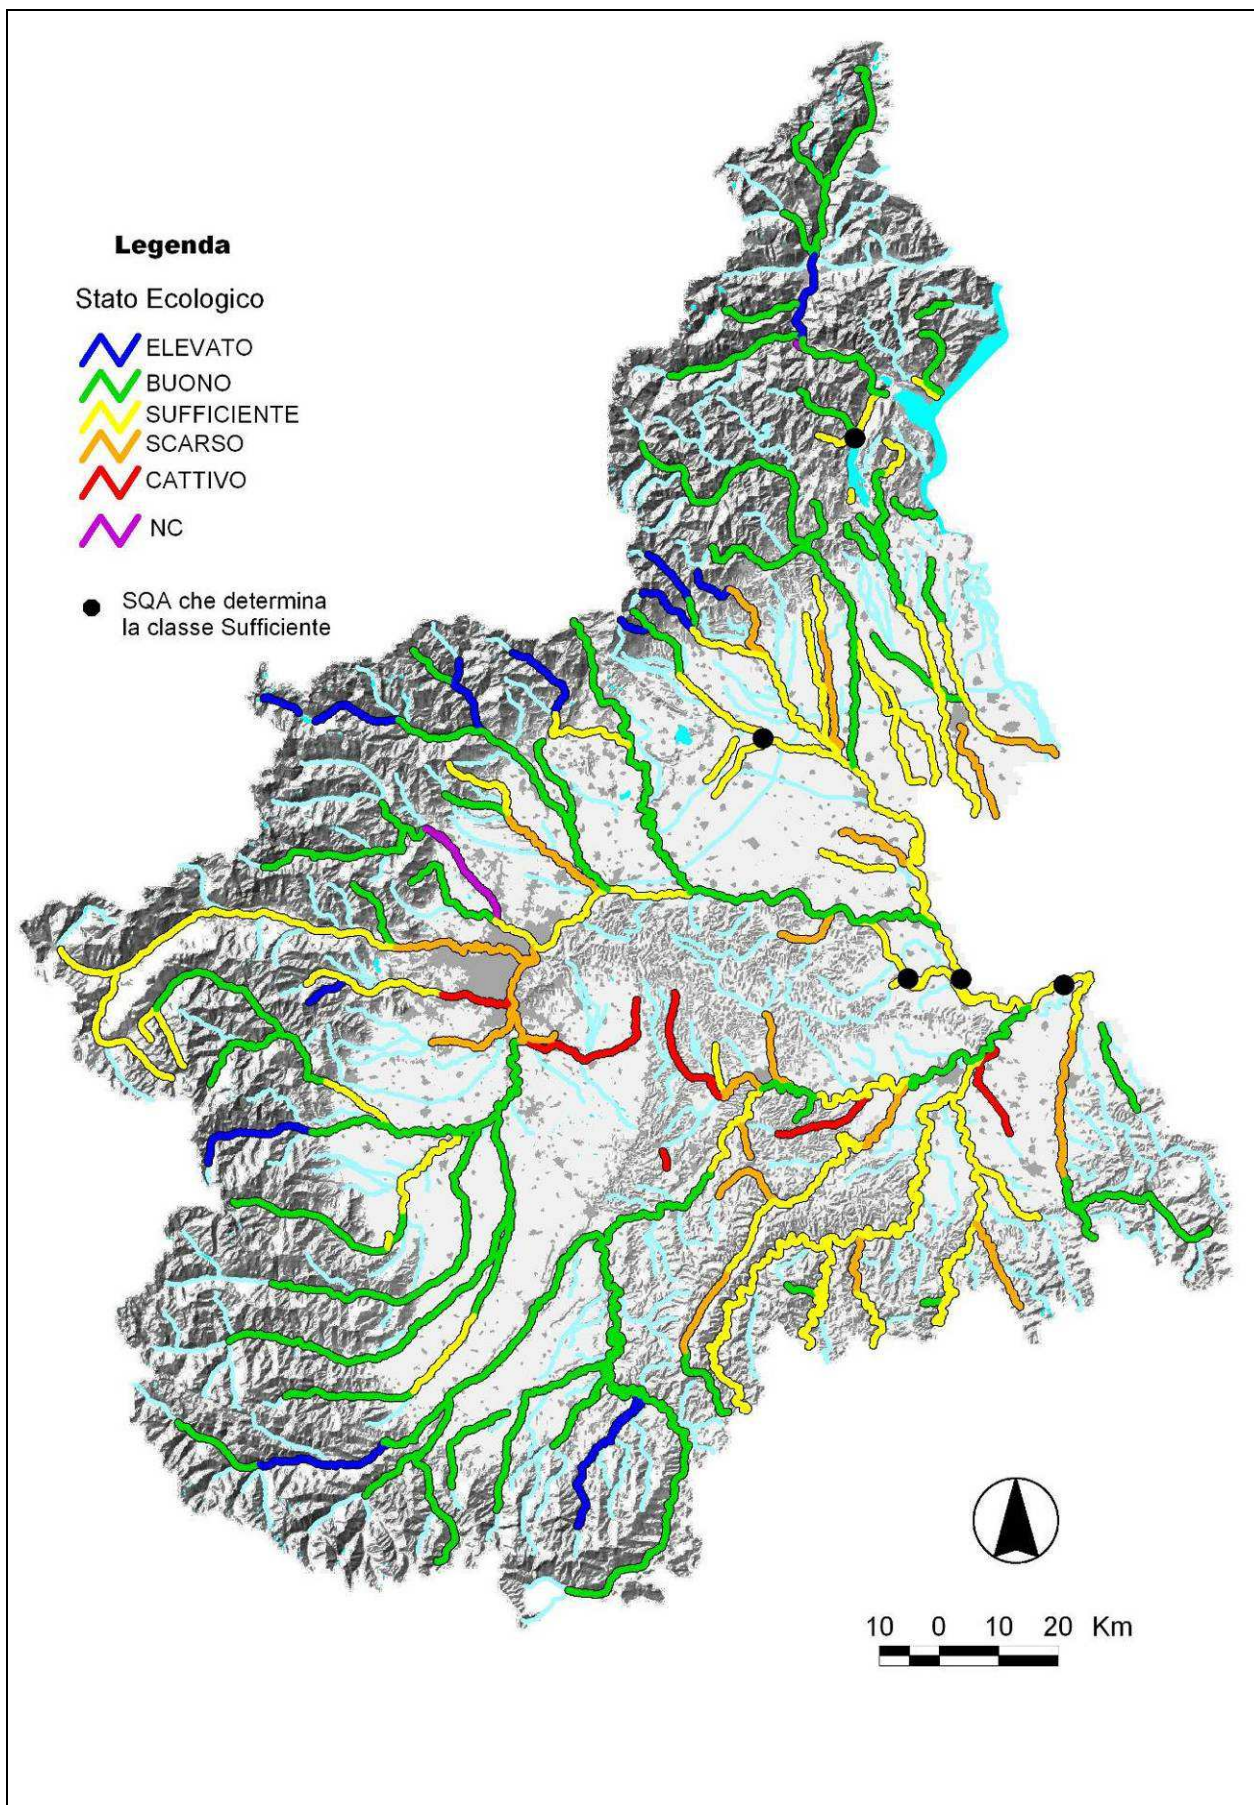 Legenda
Stato Ecologico
ELEVATO
BUONO
SUFFICIENTE
SCARSO
CATTIVO
NC
SQA che determina
la classe Sufficiente
10 0 10 20 Km